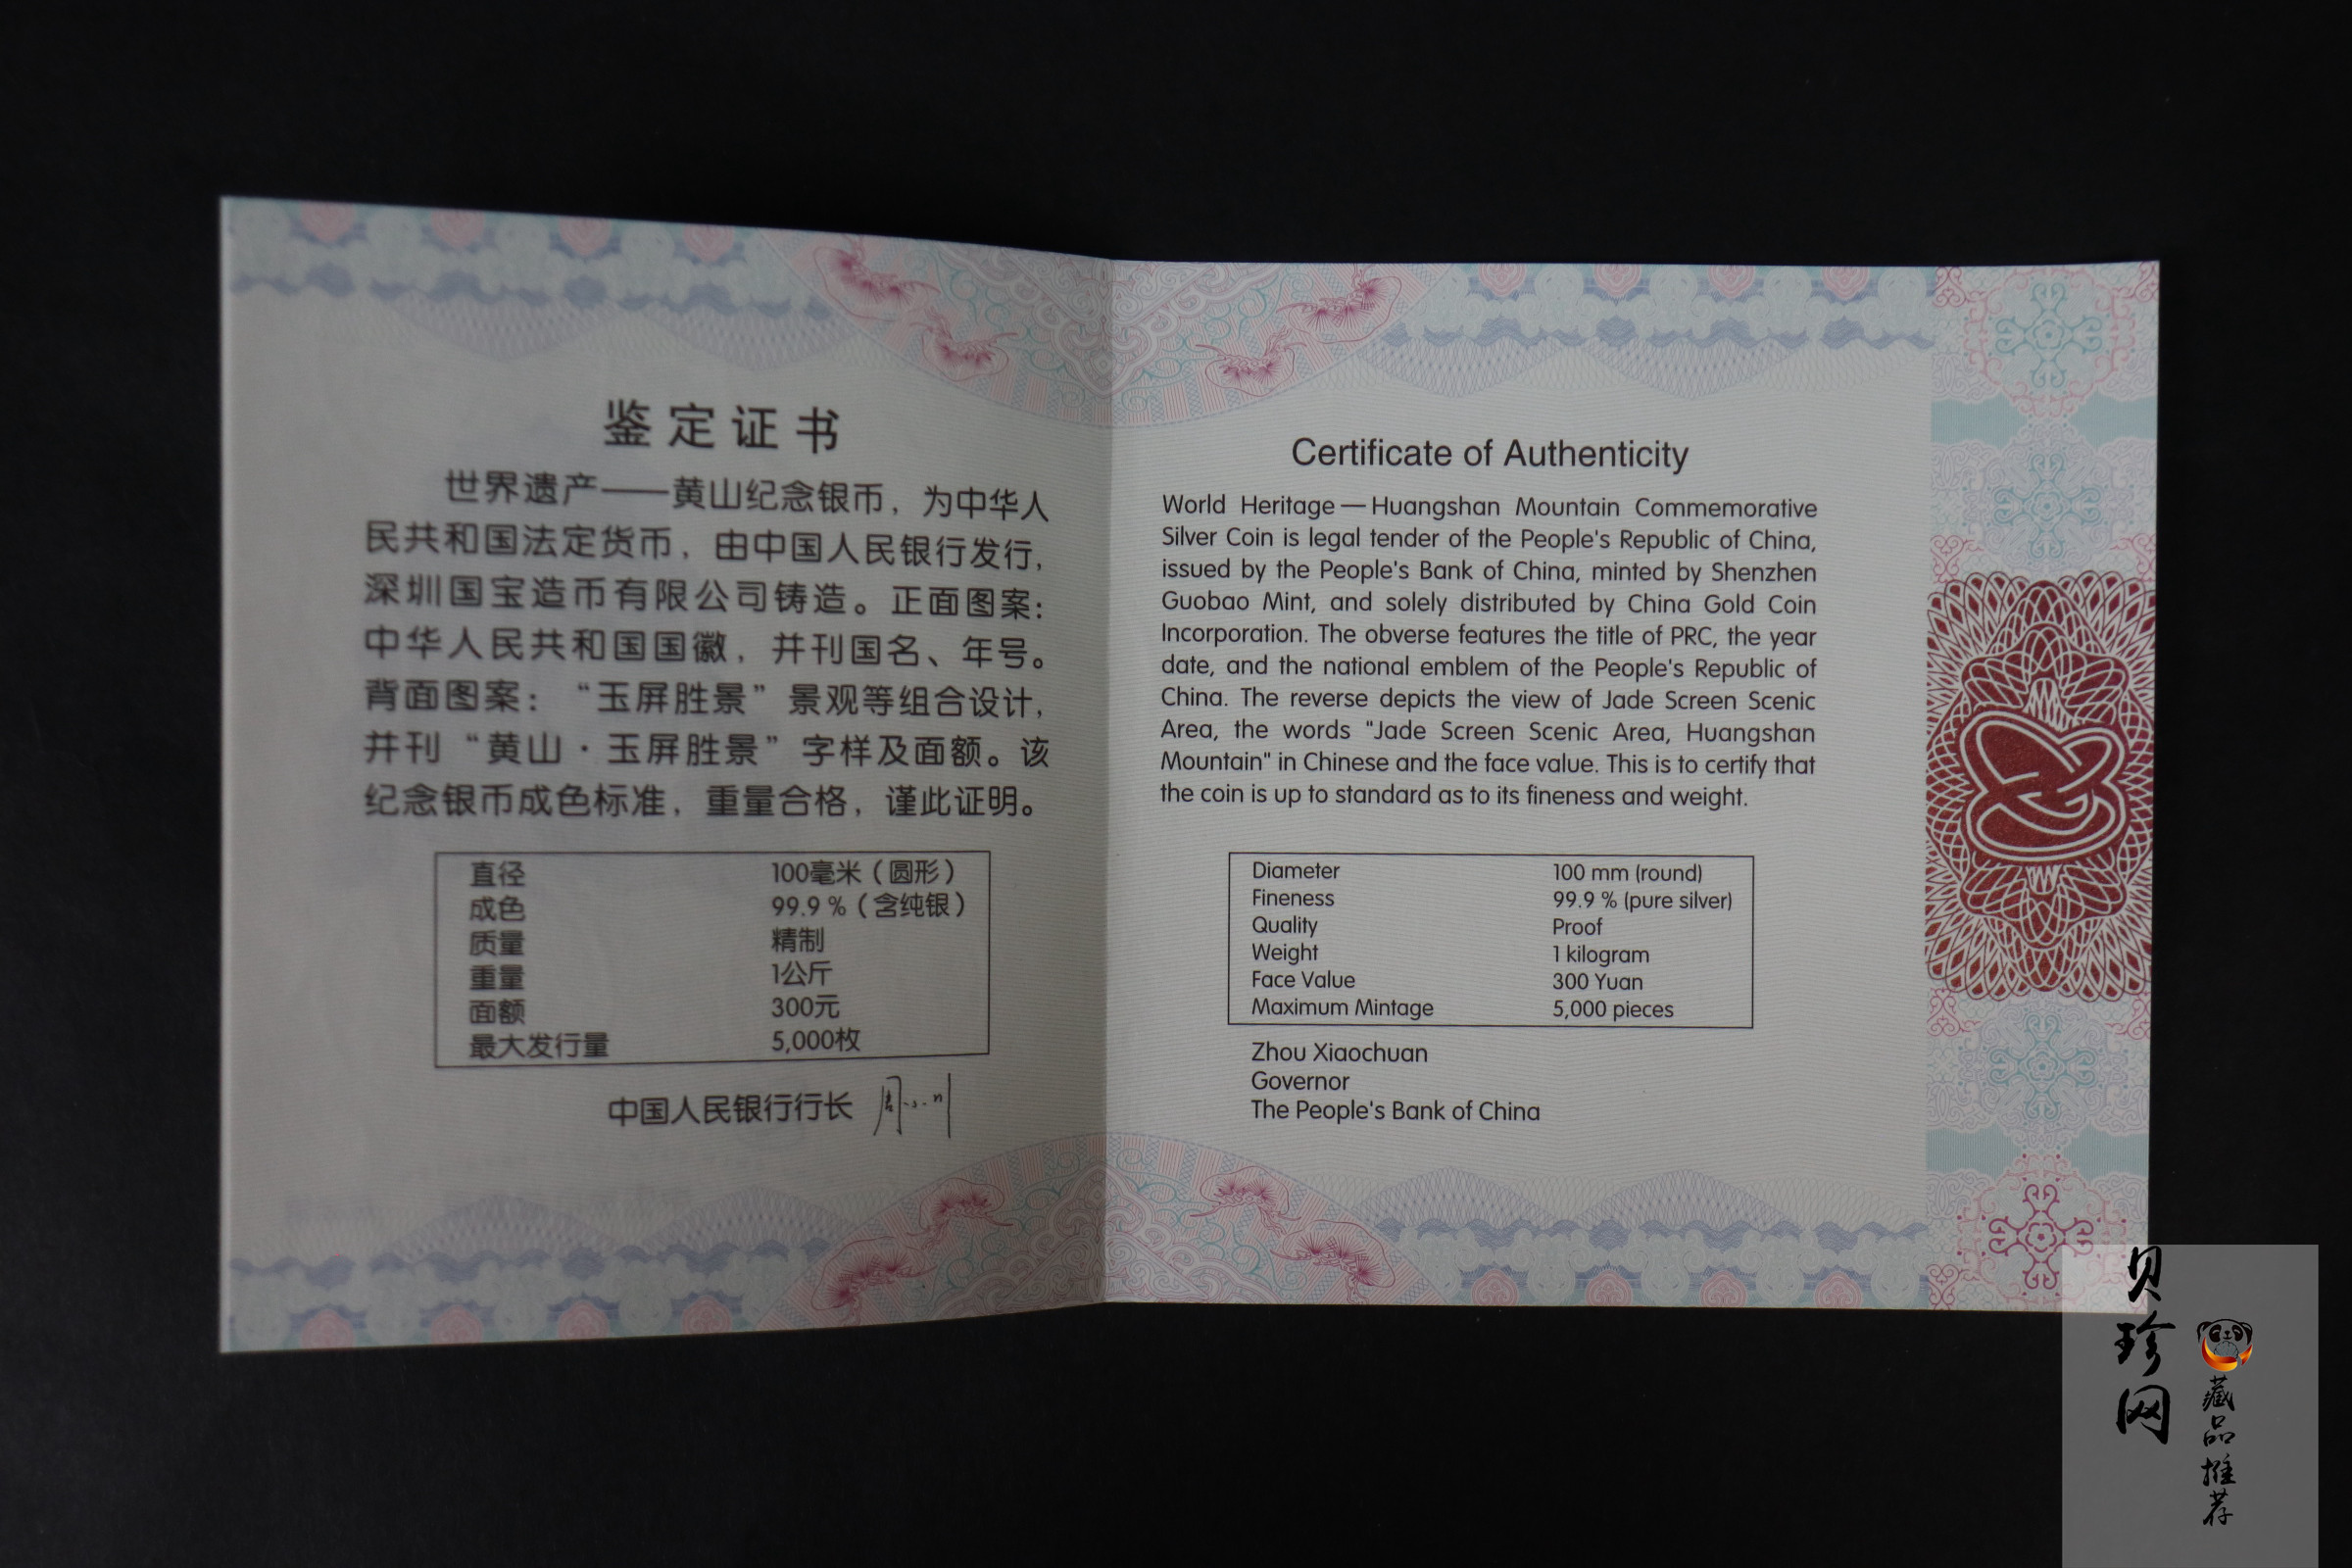 鉴定证书
世界遗产——黄山纪念银币，为中华人
民共和国法定货币，由中国人民银行发行，
深圳国宝造币有限公司铸造。正面图案：
中华人民共和国国徽，并刊国名、年号。
背面图案：“玉屏胜景”景观等组合设计，
并刊“黄山·玉屏胜景”字样及面额。该
纪念银币成色标准，重量合格，谨此证明。
直径 100毫米（圆形）
成色 99.9 %（含纯银）
质量 精制
重量 1公斤
面额 300元
最大发行量 5,000枚
中国人民银行行长 周小川
Certificate of Authenticity
World Heritage — Huangshan Mountain Commemorative
Silver Coin is legal tender of the People's Republic of China,
issued by the People's Bank of China, minted by Shenzhen
Guobao Mint, and solely distributed by China Gold Coin
Incorporation. The obverse features the title of PRC, the year
date, and the national emblem of the People's Republic of
China. The reverse depicts the view of Jade Screen Scenic
Area, the words "Jade Screen Scenic Area, Huangshan
Mountain" in Chinese and the face value. This is to certify that
the coin is up to standard as to its fineness and weight.
Diameter 100 mm (round)
Fineness 99.9 % (pure silver)
Quality Proof
Weight 1 kilogram
Face Value 300 Yuan
Maximum Mintage 5,000 pieces
Zhou Xiaochuan
Governor
The People's Bank of China
贝珍网
藏品推荐